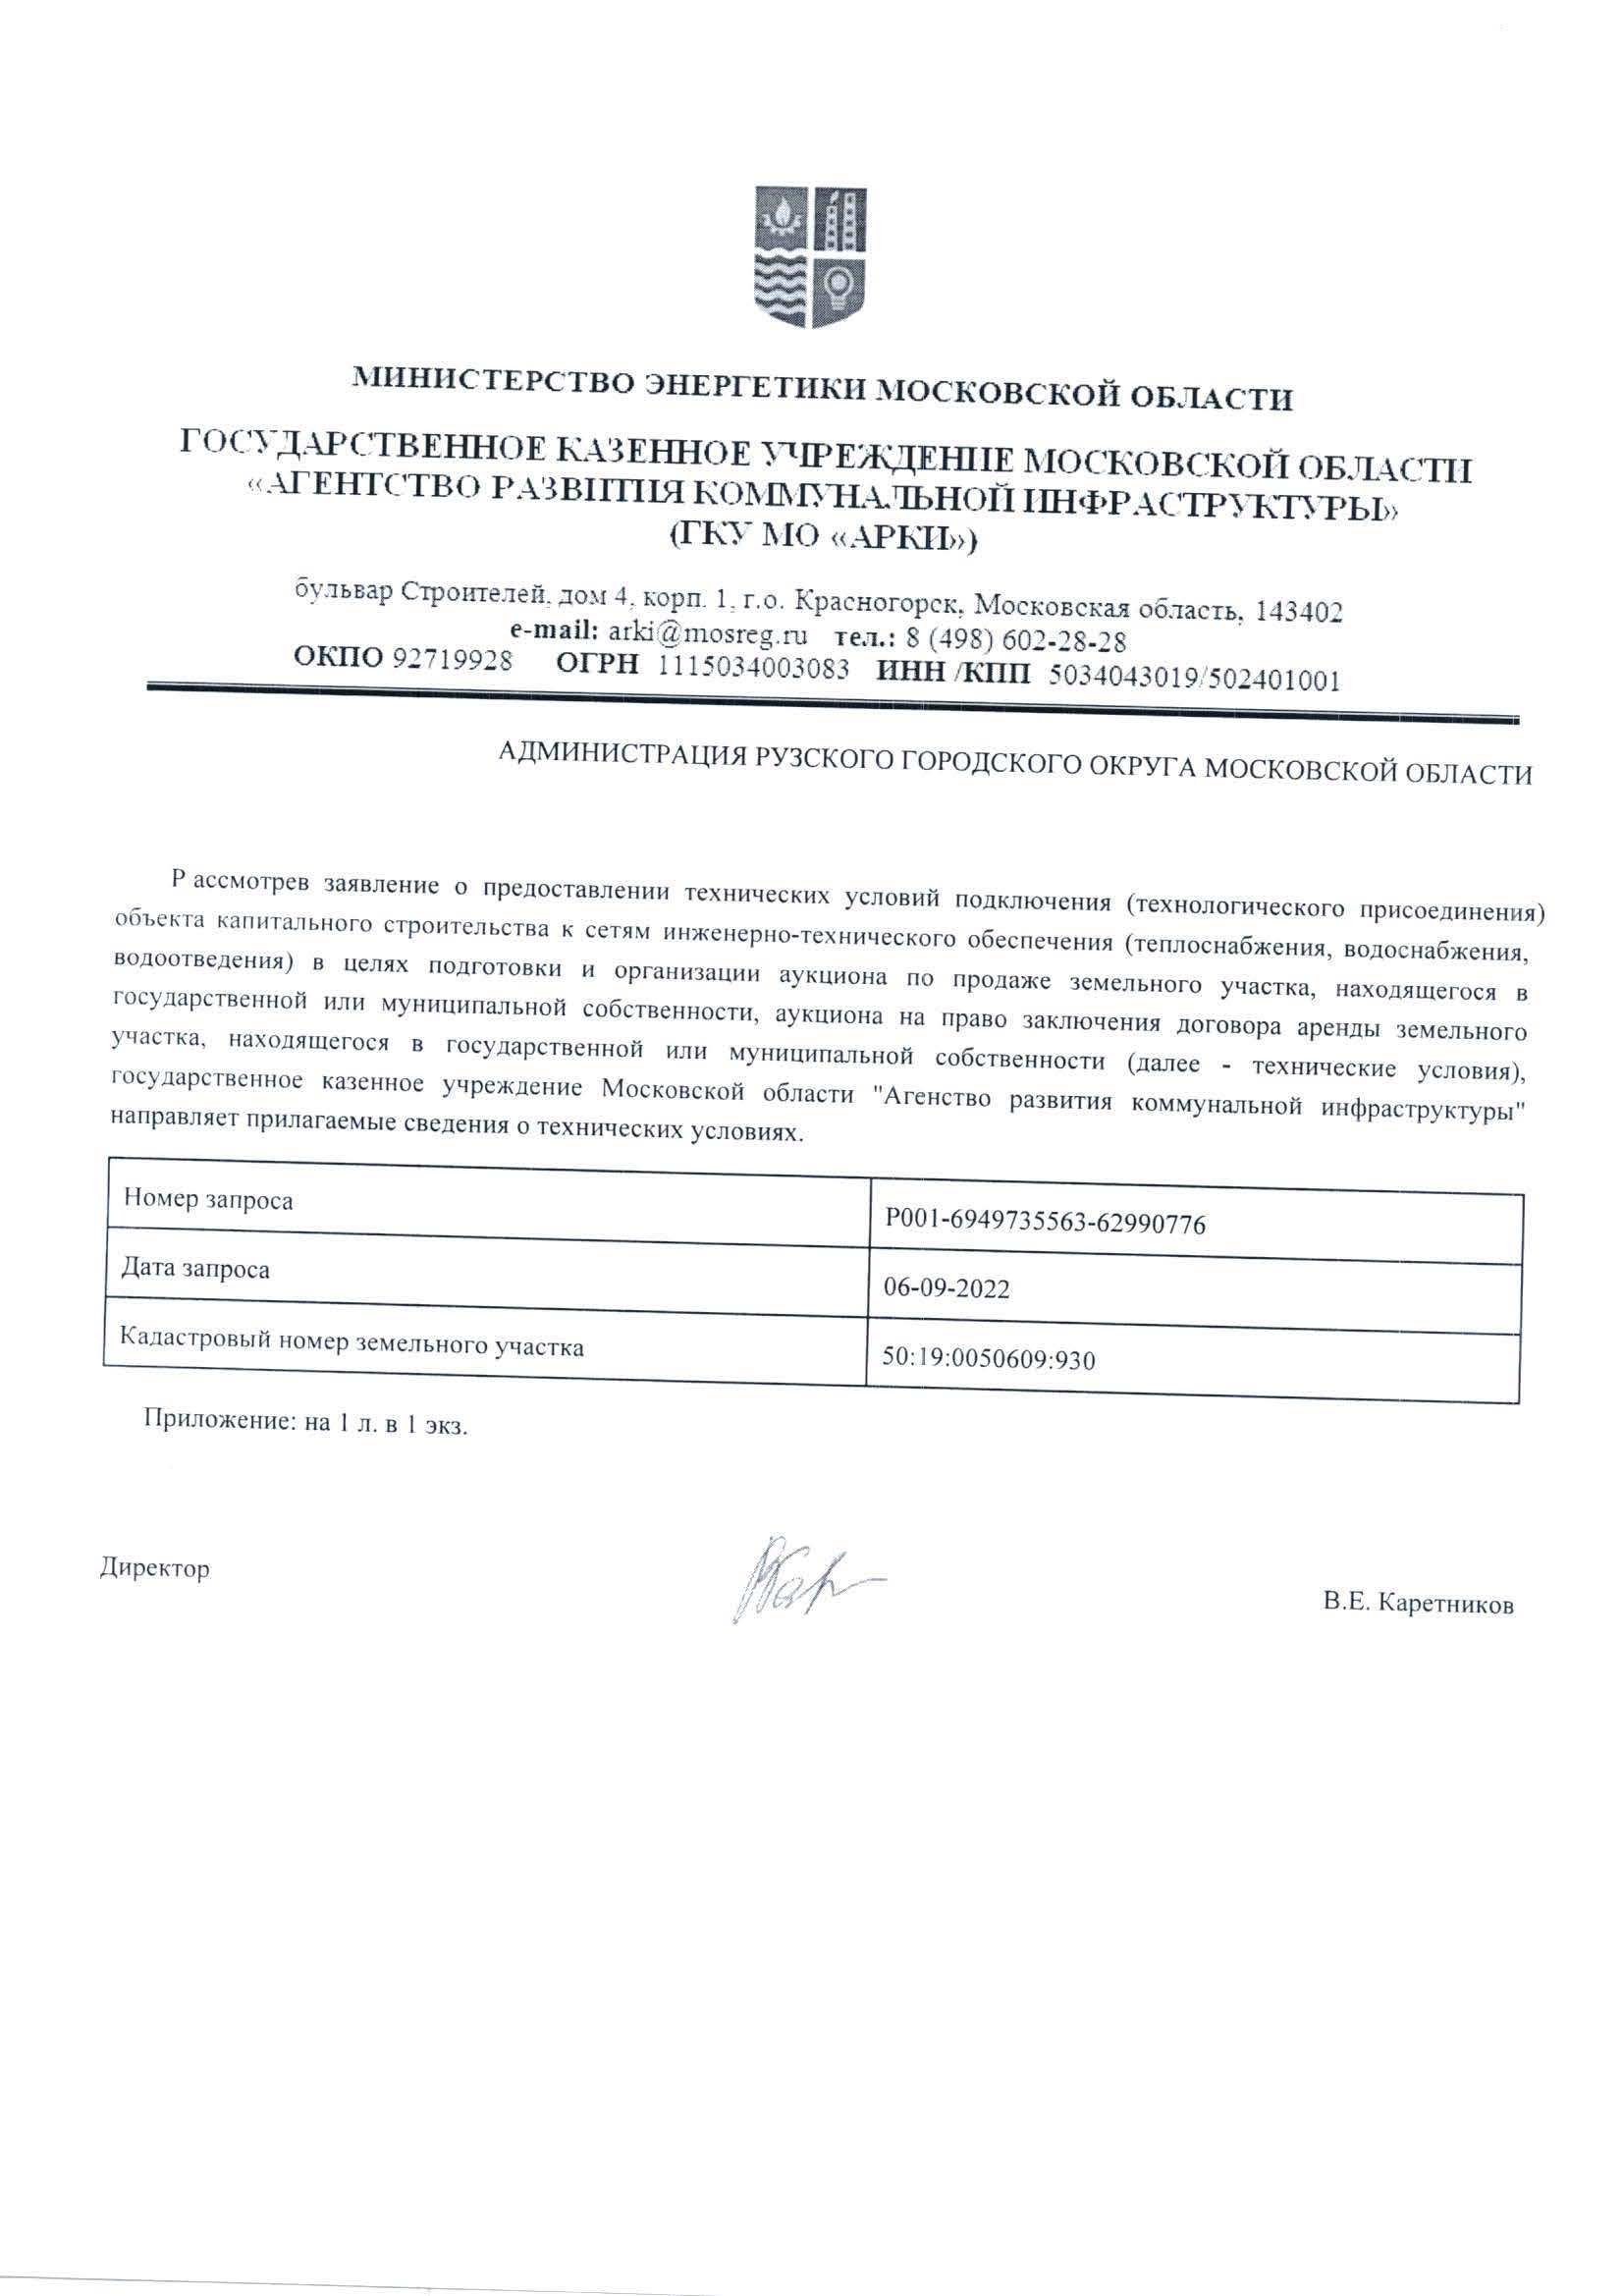 МИНИСТЕРСТВО ЭНЕРГЕТИКИ МОСКОВСКОЙ ОБЛАСТИ
ГОСУДАРСТВЕННОЕ КАЗЕННОЕ УЧРЕЖДЕНИЕ МОСКОВСКОЙ ОБЛАСТИ
«АГЕНТСТВО РАЗВИТИЯ КОММУНАЛЬНОЙ ИНФРАСТРУКТУРЫ»
(ГКУ МО «АРКИ»)
бульвар Строителей, дом 4, корп. 1, г.о. Красногорск, Московская область, 143402
e-mail: arki@mosreg.ru тел.: 8 (498) 602-28-28
ОКПО 92719928 ОГРН 1115034003083 ИНН /КПП 5034043019/502401001
АДМИНИСТРАЦИЯ РУЗСКОГО ГОРОДСКОГО ОКРУГА МОСКОВСКОЙ ОБЛАСТИ
Р ассмотрев заявление о предоставлении технических условий подключения (технологического присоединения)
объекта капитального строительства к сетям инженерно-технического обеспечения (теплоснабжения, водоснабжения,
водоотведения) в целях подготовки и организации аукциона по продаже земельного участка, находящегося в
государственной или муниципальной собственности, аукциона на право заключения договора аренды земельного
участка, находящегося в государственной или муниципальной собственности (далее - технические условия),
государственное казенное учреждение Московской области "Агенство развития коммунальной инфраструктуры"
направляет прилагаемые сведения о технических условиях.
Номер запроса Р001-6949735563-62990776
Дата запроса 06-09-2022
Кадастровый номер земельного участка 50:19:0050609:930
Приложение: на 1 л. в 1 экз.
Директор
В.Е. Каретников